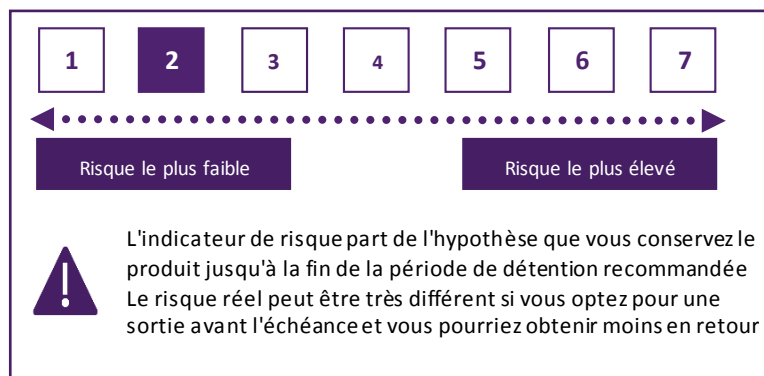 1 2 3 4 5 6 7
Risque le plus faible Risque le plus élevé
L'indicateur de risque part de l'hypothèse que vous conservez le
produit jusqu'à la fin de la période de détention recommandée
Le risque réel peut être très différent si vous optez pour une
sortie avant l'échéance et vous pourriez obtenir moins en retour